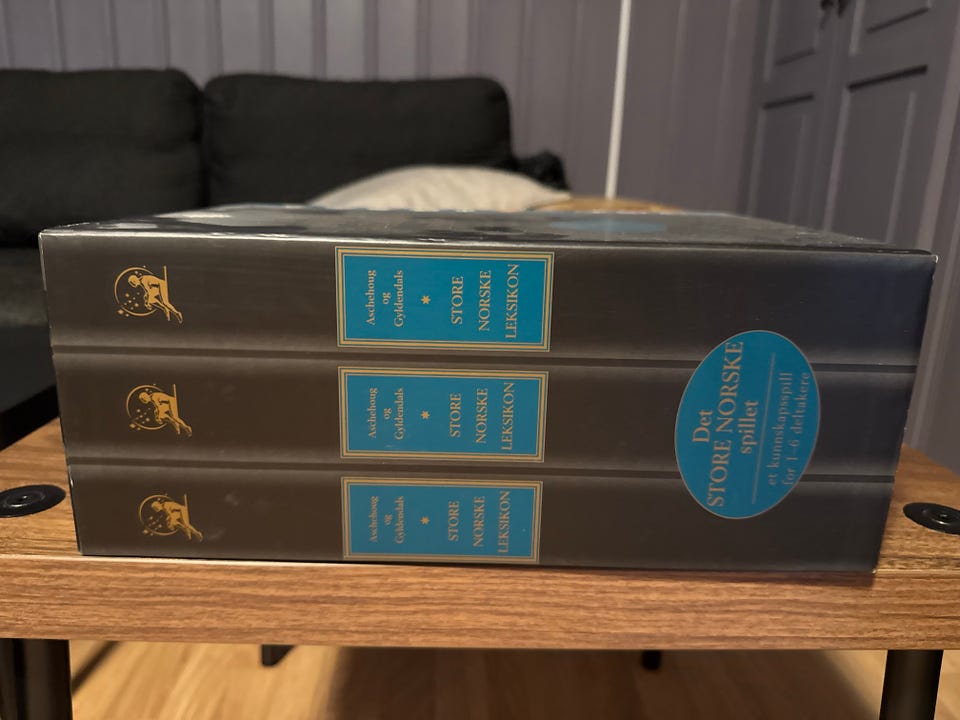 Aschehoug
og
Gyldendals
STORE
NORSKE
LEKSIKON
Aschehoug
og
Gyldendals
STORE
NORSKE
LEKSIKON
Aschehoug
og
Gyldendals
STORE
NORSKE
LEKSIKON
Det
STORE NORSKE
spillet
et kunnskapsspill
for 1–6 deltakere